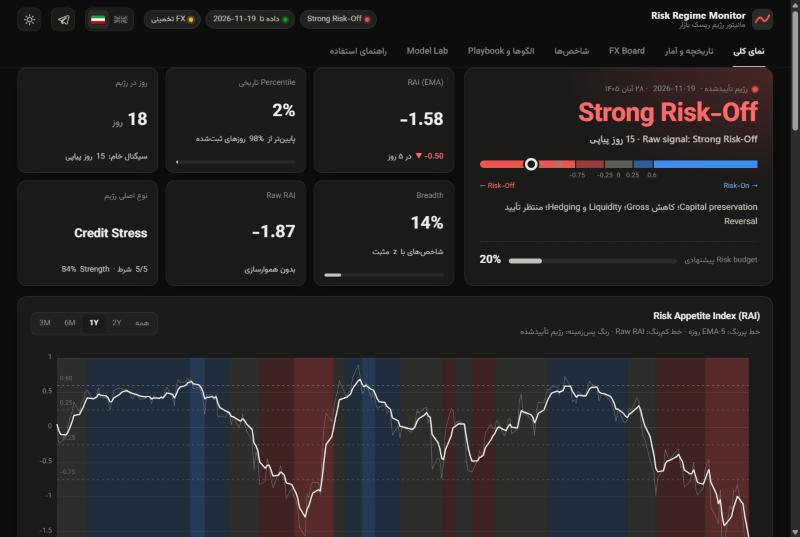 Risk Regime Monitor
مانیتور رژیم ریسک بازار
Strong Risk-Off
داده تا 2026-11-19
FX تخمینی
نمای کلی
تاریخچه و آمار
شاخص‌ها
FX Board
الگوها و Playbook
Model Lab
راهنمای استفاده
رژیم تأییدشده · 2026-11-19 · ۲۸ آبان ۱۴۰۵
Strong Risk-Off
Raw signal: Strong Risk-Off · 15 روز پیاپی
-0.75 -0.25 0 0.25 0.6
← Risk-Off
Risk-On →
Capital preservation؛ کاهش Gross؛ Liquidity و Hedging؛ منتظر تأیید
Reversal
Risk budget پیشنهادی
20%
RAI (EMA)
-1.58
-0.50 ▼ در ۵ روز
Percentile تاریخی
2%
پایین‌تر از 98% روزهای ثبت‌شده
روز در رژیم
18 روز
سیگنال خام: 15 روز پیاپی
Breadth
14%
شاخص‌های با z مثبت
Raw RAI
-1.87
بدون هموارسازی
نوع اصلی رژیم
Credit Stress
5/5 شرط · Strength 84%
Risk Appetite Index (RAI)
خط پررنگ: EMA 5 روزه · خط کم‌رنگ: Raw RAI · رنگ پس‌زمینه: رژیم تأییدشده
3M
6M
1Y
2Y
همه
1
0.60
0.5
0.25
0
-0.25
-0.5
-0.75
-1
-1.5